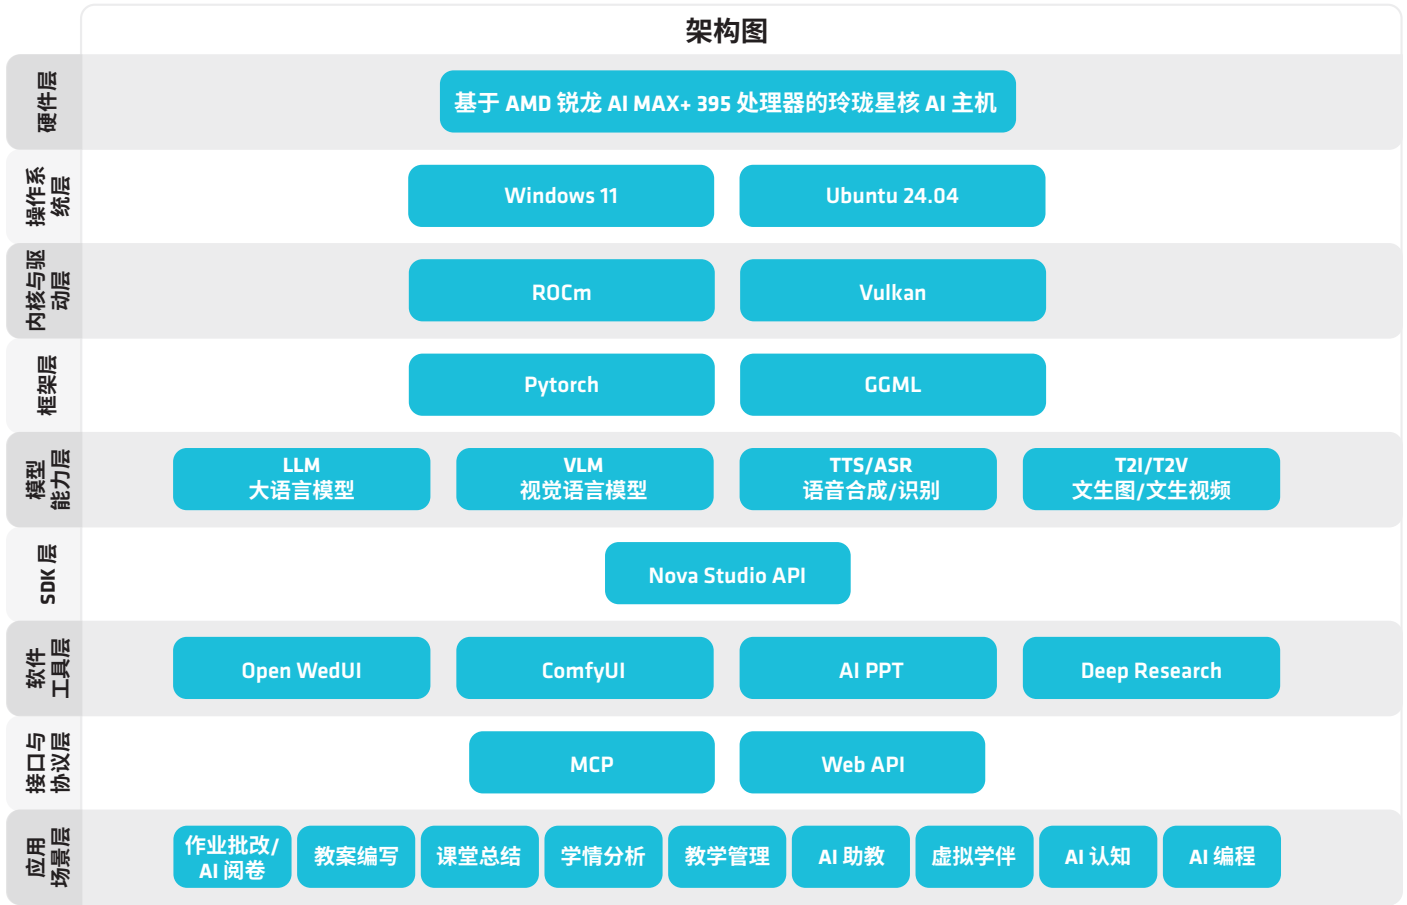 架构图
硬件层
基于 AMD 锐龙 AI MAX+ 395 处理器的玲珑星核 AI 主机
操作系
统层
Windows 11
Ubuntu 24.04
内核与驱
动层
ROCm
Vulkan
框架层
Pytorch
GGML
模型
能力层
LLM
大语言模型
VLM
视觉语言模型
TTS/ASR
语音合成/识别
T2I/T2V
文生图/文生视频
SDK 层
Nova Studio API
软件
工具层
Open WedUI
ComfyUI
AI PPT
Deep Research
接口与
协议层
MCP
Web API
应用
场景层
作业批改/
AI 阅卷
教案编写
课堂总结
学情分析
教学管理
AI 助教
虚拟学伴
AI 认知
AI 编程